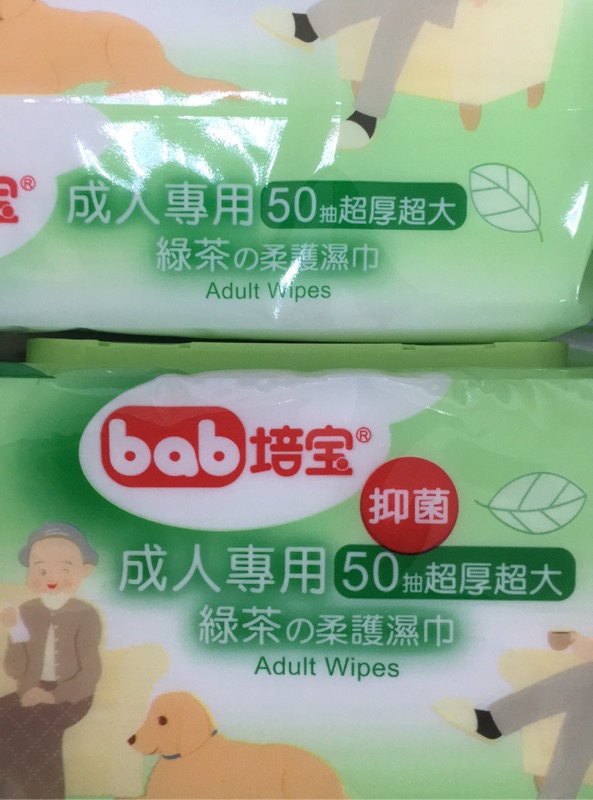 宝®
成人專用 50抽超厚超大
綠茶の柔護濕巾
Adult Wipes
bab培宝®
抑菌
成人專用 50抽超厚超大
綠茶の柔護濕巾
Adult Wipes